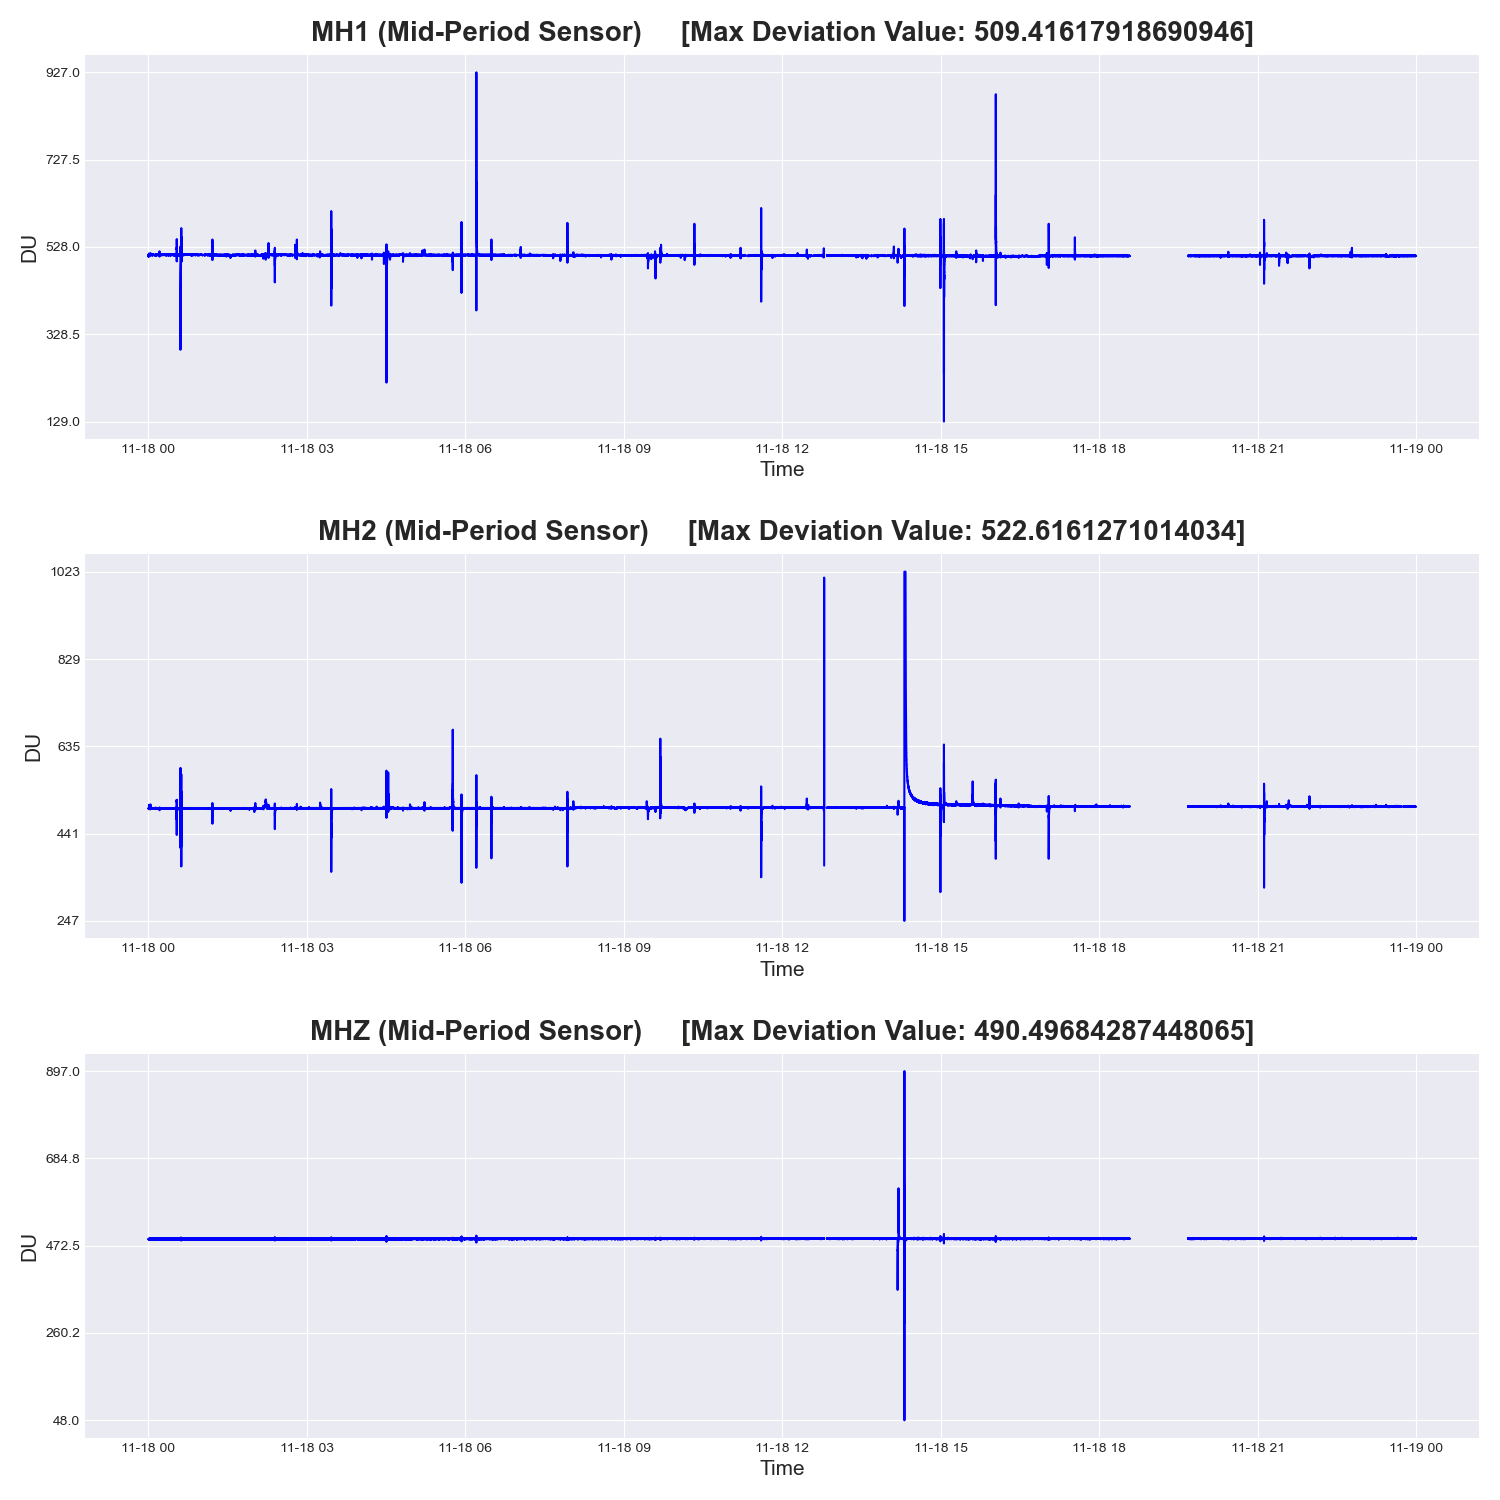 MH1 (Mid-Period Sensor) [Max Deviation Value: 509.41617918690946]
927.0
727.5
528.0
328.5
129.0
DU
11-18 00 11-18 03 11-18 06 11-18 09 11-18 12 11-18 15 11-18 18 11-18 21 11-19 00
Time
MH2 (Mid-Period Sensor) [Max Deviation Value: 522.6161271014034]
1023
829
635
441
247
DU
11-18 00 11-18 03 11-18 06 11-18 09 11-18 12 11-18 15 11-18 18 11-18 21 11-19 00
Time
MHZ (Mid-Period Sensor) [Max Deviation Value: 490.49684287448065]
897.0
684.8
472.5
260.2
48.0
DU
11-18 00 11-18 03 11-18 06 11-18 09 11-18 12 11-18 15 11-18 18 11-18 21 11-19 00
Time